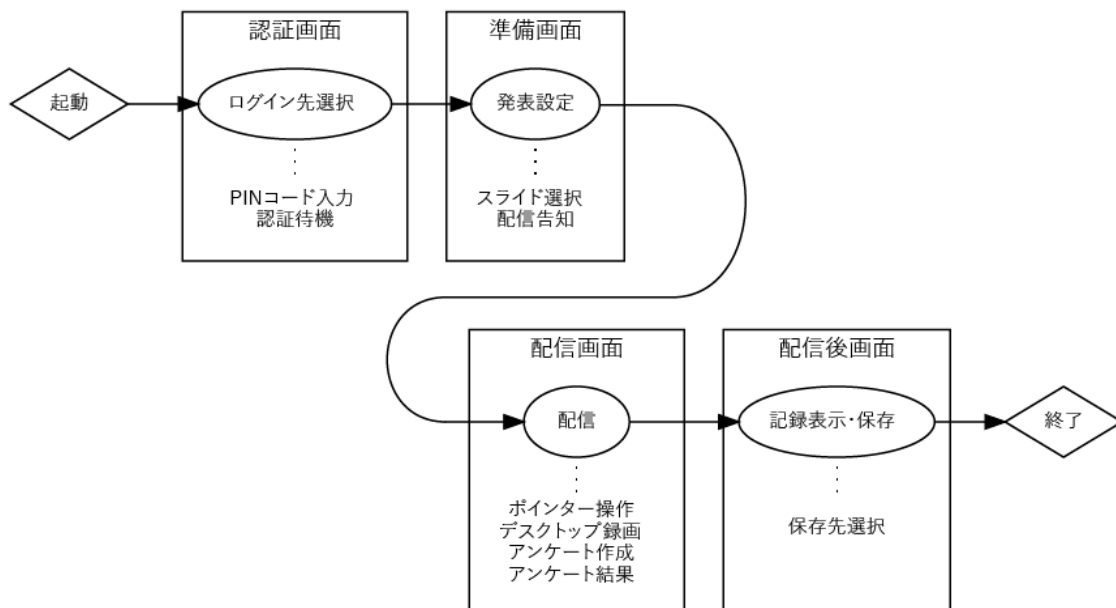 起動
認証画面
ログイン先選択
PINコード入力
認証待機
準備画面
発表設定
スライド選択
配信告知
配信画面
配信
ポインター操作
デスクトップ録画
アンケート作成
アンケート結果
配信後画面
記録表示・保存
保存先選択
終了